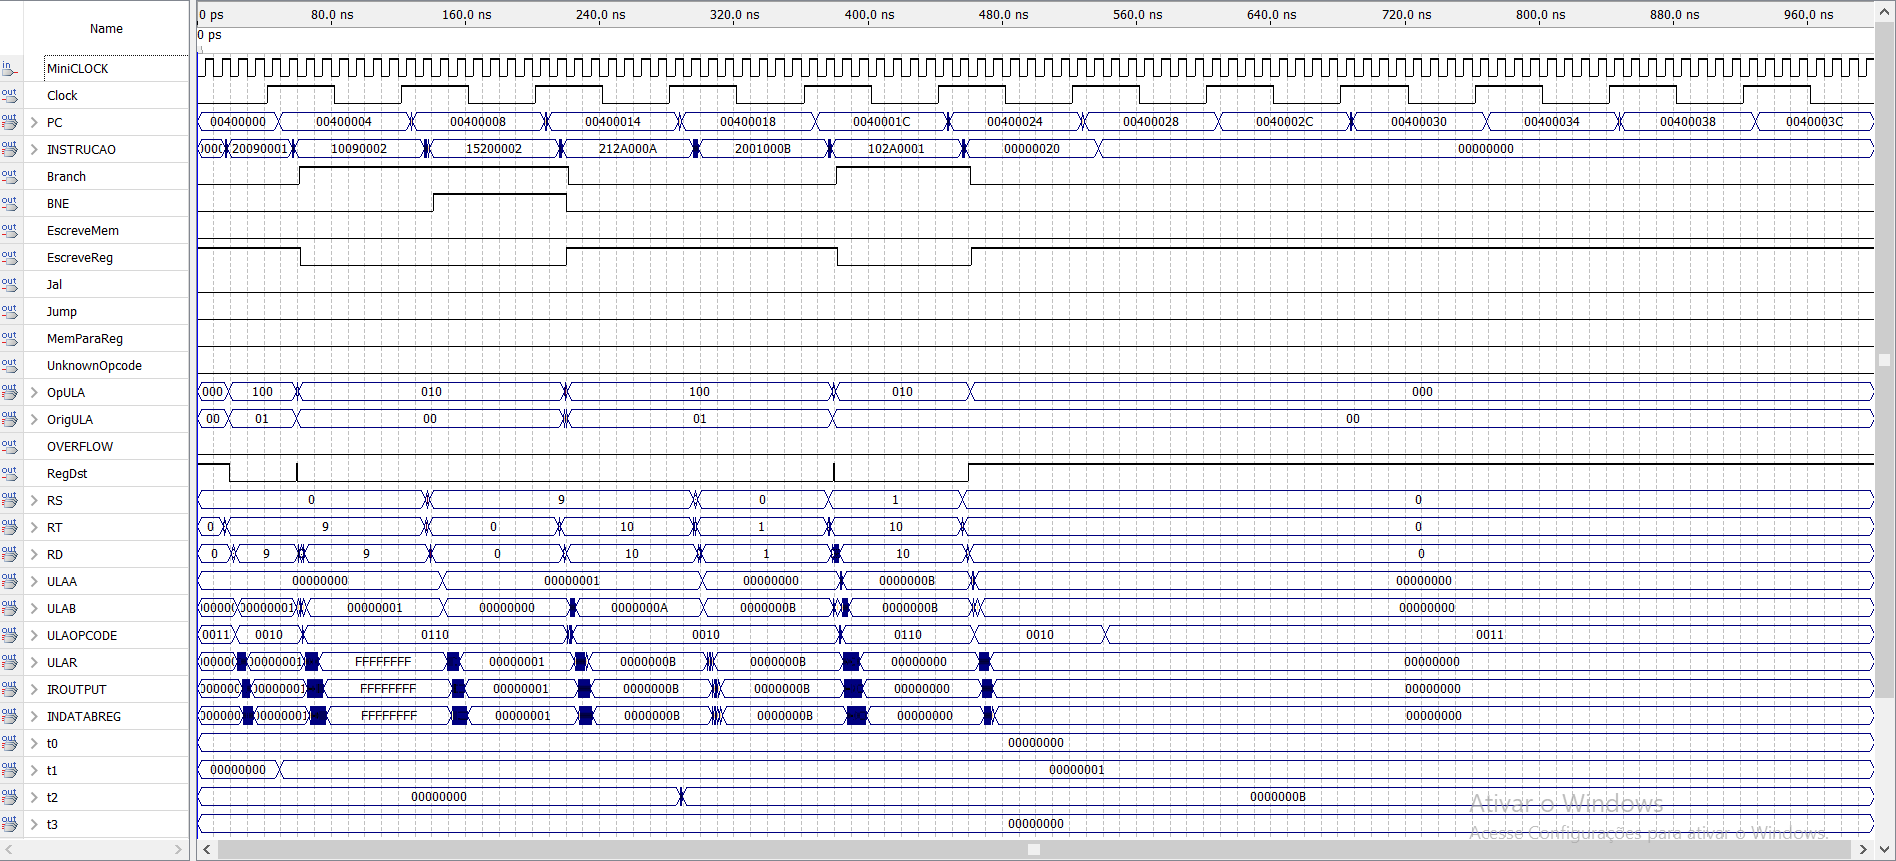 Name
0 ps 80.0 ns 160.0 ns 240.0 ns 320.0 ns 400.0 ns 480.0 ns 560.0 ns 640.0 ns 720.0 ns 800.0 ns 880.0 ns 960.0 ns
0 ps
in MiniCLOCK
out Clock
out PC 00400000 00400004 00400008 00400014 00400018 0040001C 00400024 00400028 0040002C 00400030 00400034 00400038 0040003C
out INSTRUCAO 20090001 10090002 15200002 212A000A 2001000B 102A0001 00000020 00000000
out Branch
out BNE
out EscreveMem
out EscreveReg
out Jal
out Jump
out MemParaReg
out UnknownOpcode
out OpULA 000 100 010 100 010 000
out OrigULA 00 01 00 01 00
out OVERFLOW
out RegDst
out RS 0 9 0 1 0
out RT 0 9 0 10 1 10 0
out RD 0 9 9 0 10 1 10 0
out ULAA 00000000 00000001 00000000 0000000B 00000000
out ULAB 00000001 00000001 00000000 0000000A 0000000B 0000000B 00000000
out ULAOPCODE 0011 0010 0110 0010 0110 0010 0011
out ULAR 00000001 FFFFFFFF 00000001 0000000B 0000000B 00000000 00000000
out IROUTPUT 00000001 FFFFFFFF 00000001 0000000B 0000000B 00000000 00000000
out INDATABREG 00000001 FFFFFFFF 00000001 0000000B 0000000B 00000000 00000000
out t0 00000000
out t1 00000000 00000001
out t2 00000000 0000000B
out t3 00000000
Ativar o Windows
Acesse Configurações para ativar o Windows.